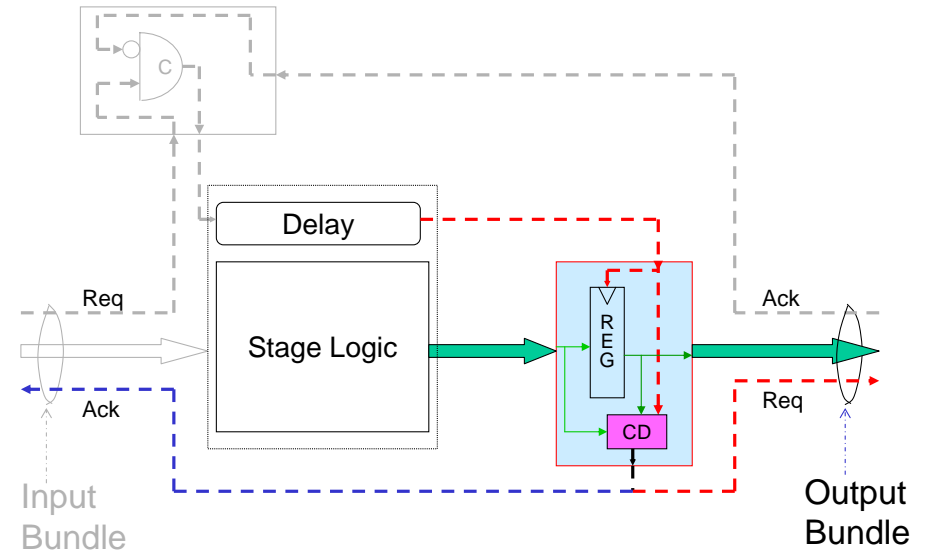 C
Delay
Req
Ack
Stage Logic
R
E
G
Ack
Req
CD
Input
Bundle
Output
Bundle